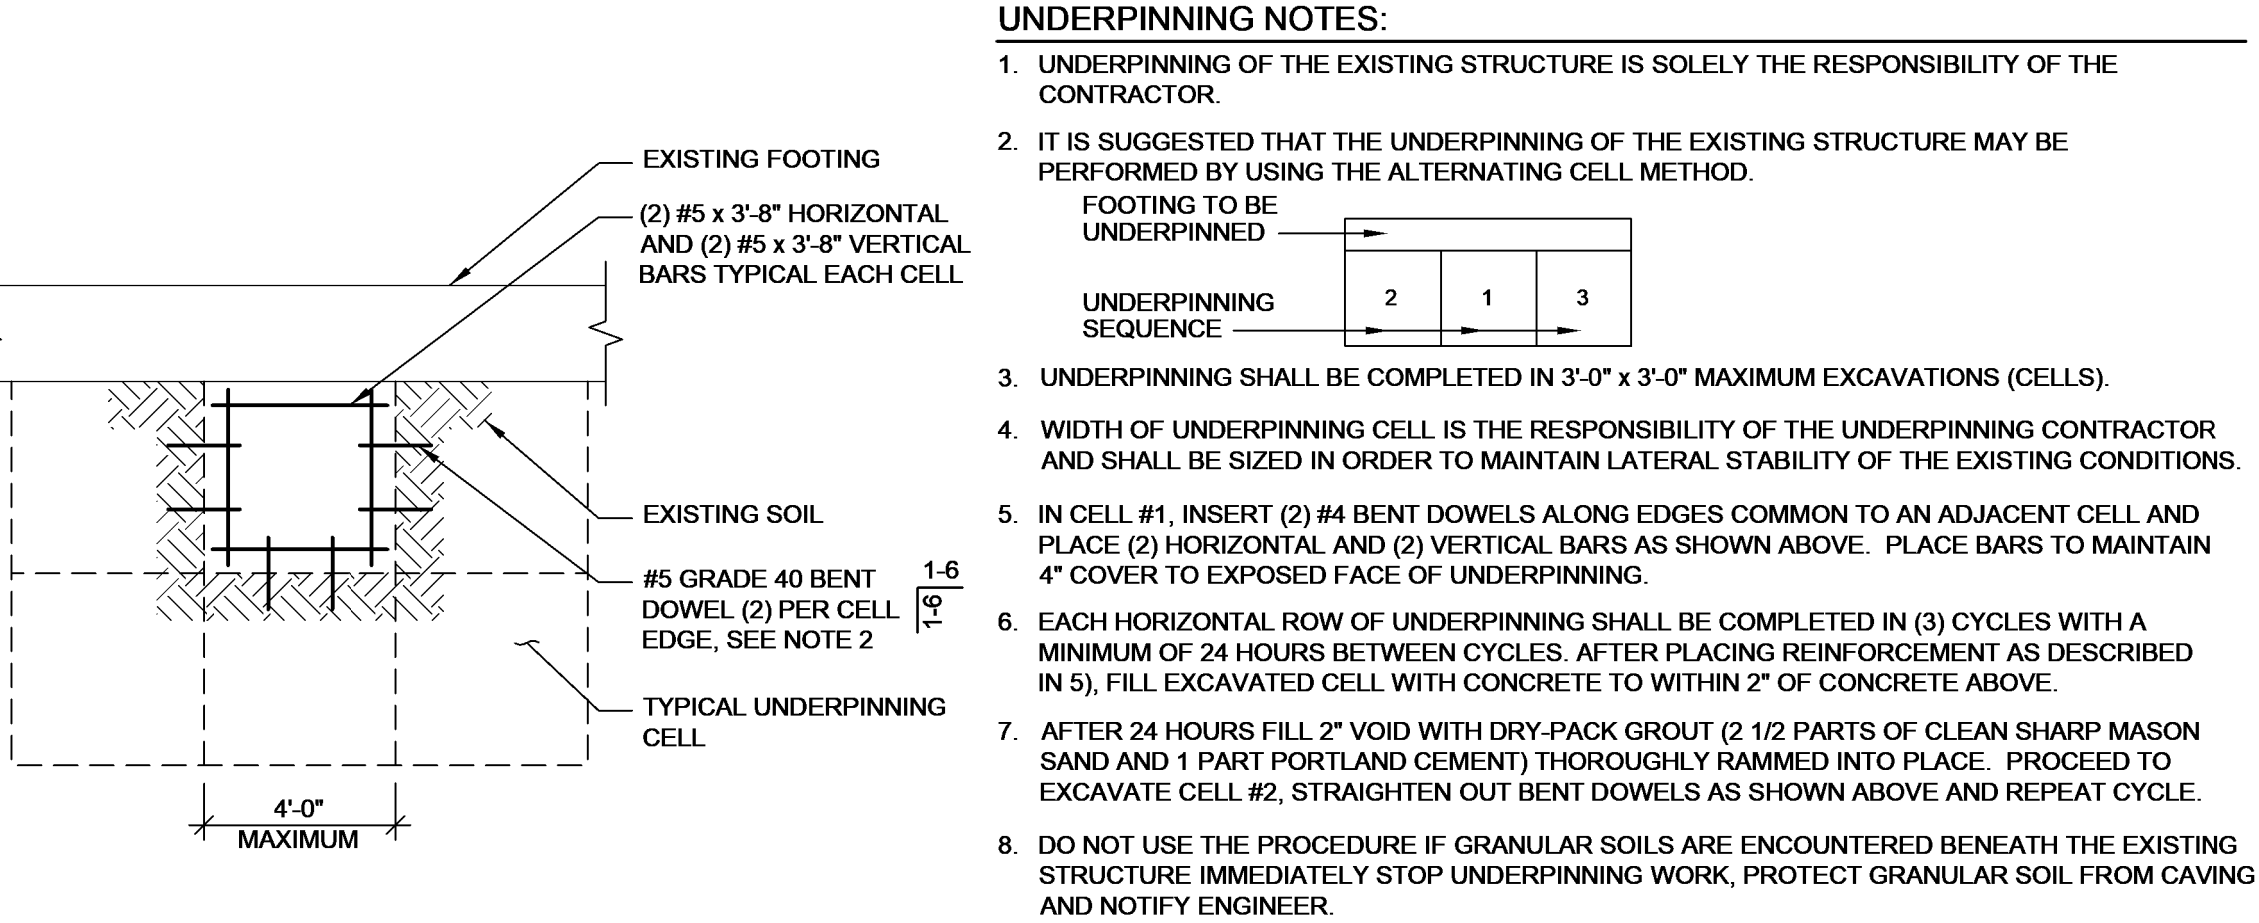 EXISTING FOOTING
(2) #5 x 3'-8" HORIZONTAL
AND (2) #5 x 3'-8" VERTICAL
BARS TYPICAL EACH CELL
EXISTING SOIL
#5 GRADE 40 BENT
DOWEL (2) PER CELL
EDGE, SEE NOTE 2
1-6
1-6
TYPICAL UNDERPINNING
CELL
4'-0"
MAXIMUM
UNDERPINNING NOTES:
1. UNDERPINNING OF THE EXISTING STRUCTURE IS SOLELY THE RESPONSIBILITY OF THE
CONTRACTOR.
2. IT IS SUGGESTED THAT THE UNDERPINNING OF THE EXISTING STRUCTURE MAY BE
PERFORMED BY USING THE ALTERNATING CELL METHOD.
FOOTING TO BE
UNDERPINNED
UNDERPINNING
SEQUENCE
2 1 3
3. UNDERPINNING SHALL BE COMPLETED IN 3'-0" x 3'-0" MAXIMUM EXCAVATIONS (CELLS).
4. WIDTH OF UNDERPINNING CELL IS THE RESPONSIBILITY OF THE UNDERPINNING CONTRACTOR
AND SHALL BE SIZED IN ORDER TO MAINTAIN LATERAL STABILITY OF THE EXISTING CONDITIONS.
5. IN CELL #1, INSERT (2) #4 BENT DOWELS ALONG EDGES COMMON TO AN ADJACENT CELL AND
PLACE (2) HORIZONTAL AND (2) VERTICAL BARS AS SHOWN ABOVE. PLACE BARS TO MAINTAIN
4" COVER TO EXPOSED FACE OF UNDERPINNING.
6. EACH HORIZONTAL ROW OF UNDERPINNING SHALL BE COMPLETED IN (3) CYCLES WITH A
MINIMUM OF 24 HOURS BETWEEN CYCLES. AFTER PLACING REINFORCEMENT AS DESCRIBED
IN 5), FILL EXCAVATED CELL WITH CONCRETE TO WITHIN 2" OF CONCRETE ABOVE.
7. AFTER 24 HOURS FILL 2" VOID WITH DRY-PACK GROUT (2 1/2 PARTS OF CLEAN SHARP MASON
SAND AND 1 PART PORTLAND CEMENT) THOROUGHLY RAMMED INTO PLACE. PROCEED TO
EXCAVATE CELL #2, STRAIGHTEN OUT BENT DOWELS AS SHOWN ABOVE AND REPEAT CYCLE.
8. DO NOT USE THE PROCEDURE IF GRANULAR SOILS ARE ENCOUNTERED BENEATH THE EXISTING
STRUCTURE IMMEDIATELY STOP UNDERPINNING WORK, PROTECT GRANULAR SOIL FROM CAVING
AND NOTIFY ENGINEER.